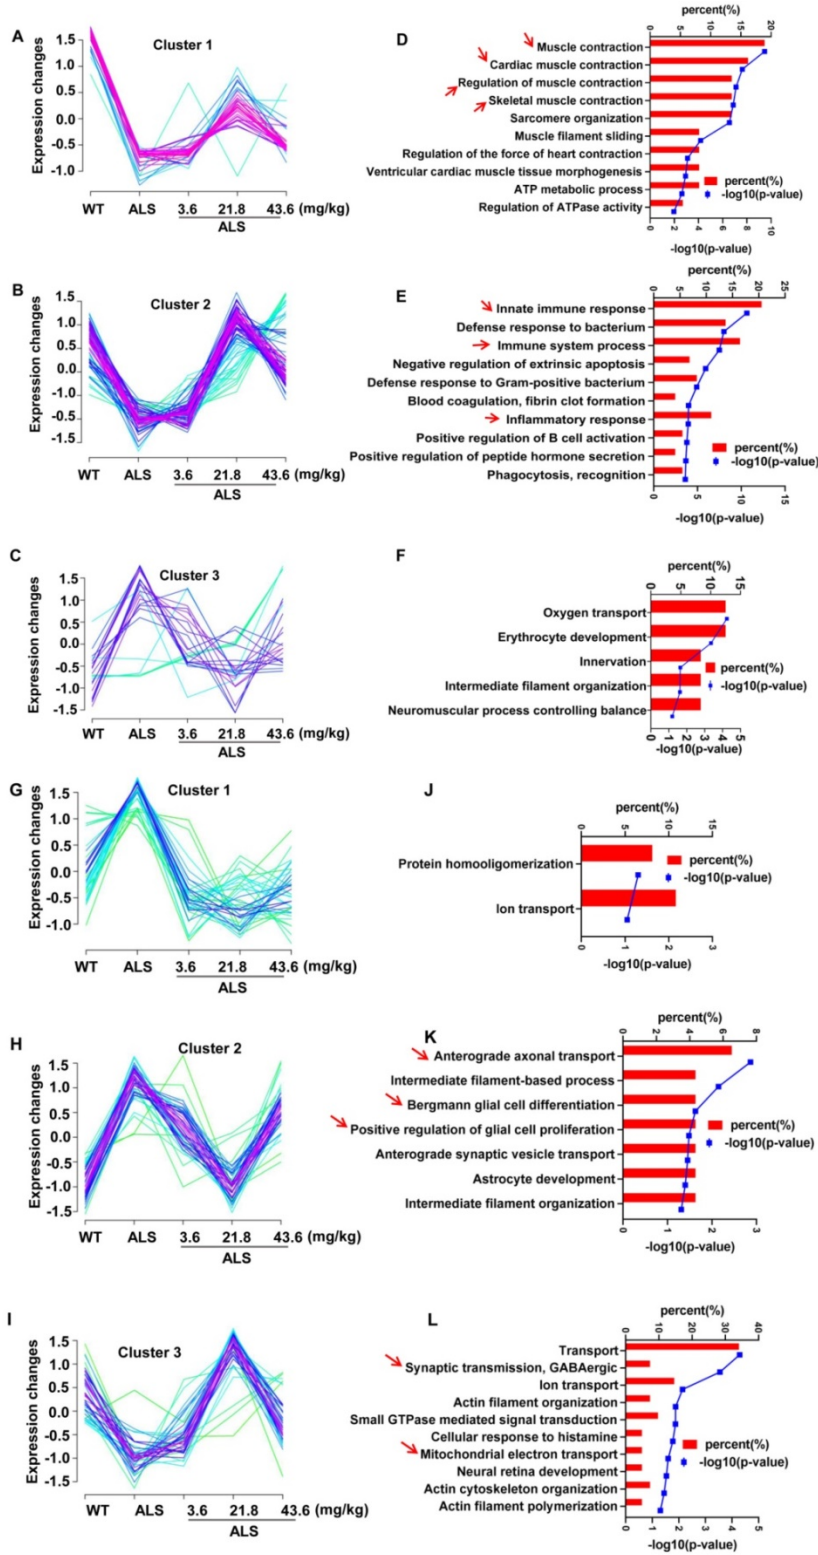 A
Cluster 1
Expression changes
1.5
1.0
0.5
0.0
-0.5
-1.0
WT ALS 3.6 21.8 43.6 (mg/kg)
ALS
D
percent(%)
0 5 10 15 20
Muscle contraction
Cardiac muscle contraction
Regulation of muscle contraction
Skeletal muscle contraction
Sarcomere organization
Muscle filament sliding
Regulation of the force of heart contraction
Ventricular cardiac muscle tissue morphogenesis
ATP metabolic process
Regulation of ATPase activity
percent(%)
-log10(p-value)
0 2 4 6 8 10
-log10(p-value)
B
Cluster 2
Expression changes
1.5
1.0
0.5
0.0
-1.0
-0.5
-1.5
WT ALS 3.6 21.8 43.6 (mg/kg)
ALS
E
percent(%)
0 5 10 15 20 25
Innate immune response
Defense response to bacterium
Immune system process
Negative regulation of extrinsic apoptosis
Defense response to Gram-positive bacterium
Blood coagulation, fibrin clot formation
Inflammatory response
Positive regulation of B cell activation
Positive regulation of peptide hormone secretion
Phagocytosis, recognition
percent(%)
-log10(p-value)
0 5 10 15
-log10(p-value)
C
Cluster 3
Expression changes
1.5
1.0
0.5
0.0
-0.5
-1.0
-1.5
WT ALS 3.6 21.8 43.6 (mg/kg)
ALS
F
percent(%)
0 5 10 15
Oxygen transport
Erythrocyte development
Innervation
Intermediate filament organization
Neuromuscular process controlling balance
percent(%)
-log10(p-value)
0 1 2 3 4 5
-log10(p-value)
G
Cluster 1
Expression changes
1.5
1.0
0.5
0.0
-0.5
-1.0
WT ALS 3.6 21.8 43.6 (mg/kg)
ALS
J
percent(%)
0 5 10 15
Protein homooligomerization
Ion transport
percent(%)
-log10(p-value)
0 1 2 3
-log10(p-value)
H
Cluster 2
Expression changes
1.5
1.0
0.5
0.0
-0.5
-1.0
-1.5
WT ALS 3.6 21.8 43.6 (mg/kg)
ALS
K
percent(%)
0 2 4 6 8
Anterograde axonal transport
Intermediate filament-based process
Bergmann glial cell differentiation
Positive regulation of glial cell proliferation
Anterograde synaptic vesicle transport
Astrocyte development
Intermediate filament organization
percent(%)
-log10(p-value)
0 1 2 3
-log10(p-value)
I
Cluster 3
Expression changes
1.5
1.0
0.5
0.0
-0.5
-1.0
-1.5
WT ALS 3.6 21.8 43.6 (mg/kg)
ALS
L
percent(%)
0 10 20 30 40
Transport
Synaptic transmission, GABAergic
Ion transport
Actin filament organization
Small GTPase mediated signal transduction
Cellular response to histamine
Mitochondrial electron transport
Neural retina development
Actin cytoskeleton organization
Actin filament polymerization
percent(%)
-log10(p-value)
0 1 2 3 4 5
-log10(p-value)